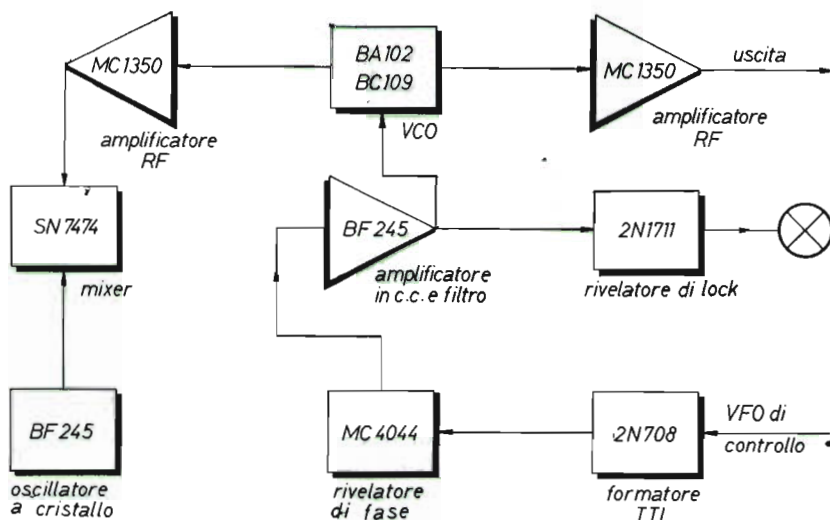 MC1350
amplificatore
RF
BA102
BC109
VCO
MC1350
amplificatore
RF
uscita
SN7474
mixer
BF245
amplificatore
in c.c. e filtro
2N1711
rivelatore di lock
BF245
oscillatore
a cristallo
MC4044
rivelatore
di fase
2N708
formatore
TTL
VFO di
controllo